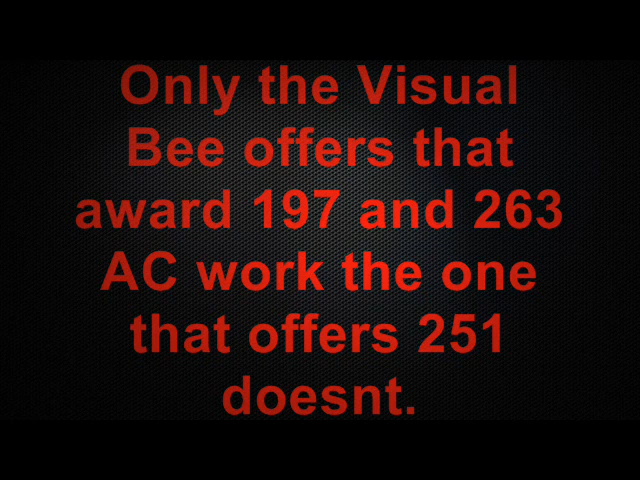 Only the Visual
Bee offers that
award 197 and 263
AC work the one
that offers 251
doesnt.